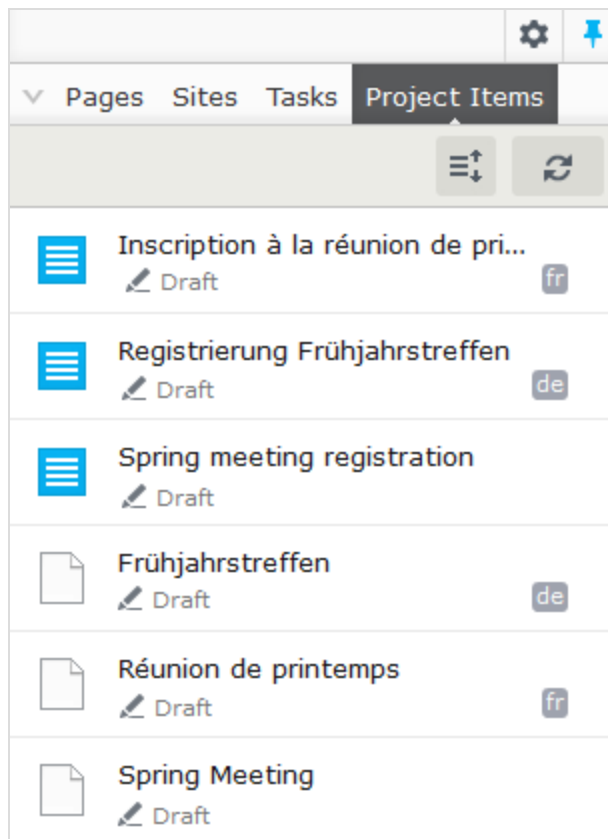 Pages Sites Tasks Project Items
Inscription à la réunion de pri...
Draft fr
Registrierung Frühjahrstreffen
Draft de
Spring meeting registration
Draft
Frühjahrstreffen
Draft de
Réunion de printemps
Draft fr
Spring Meeting
Draft